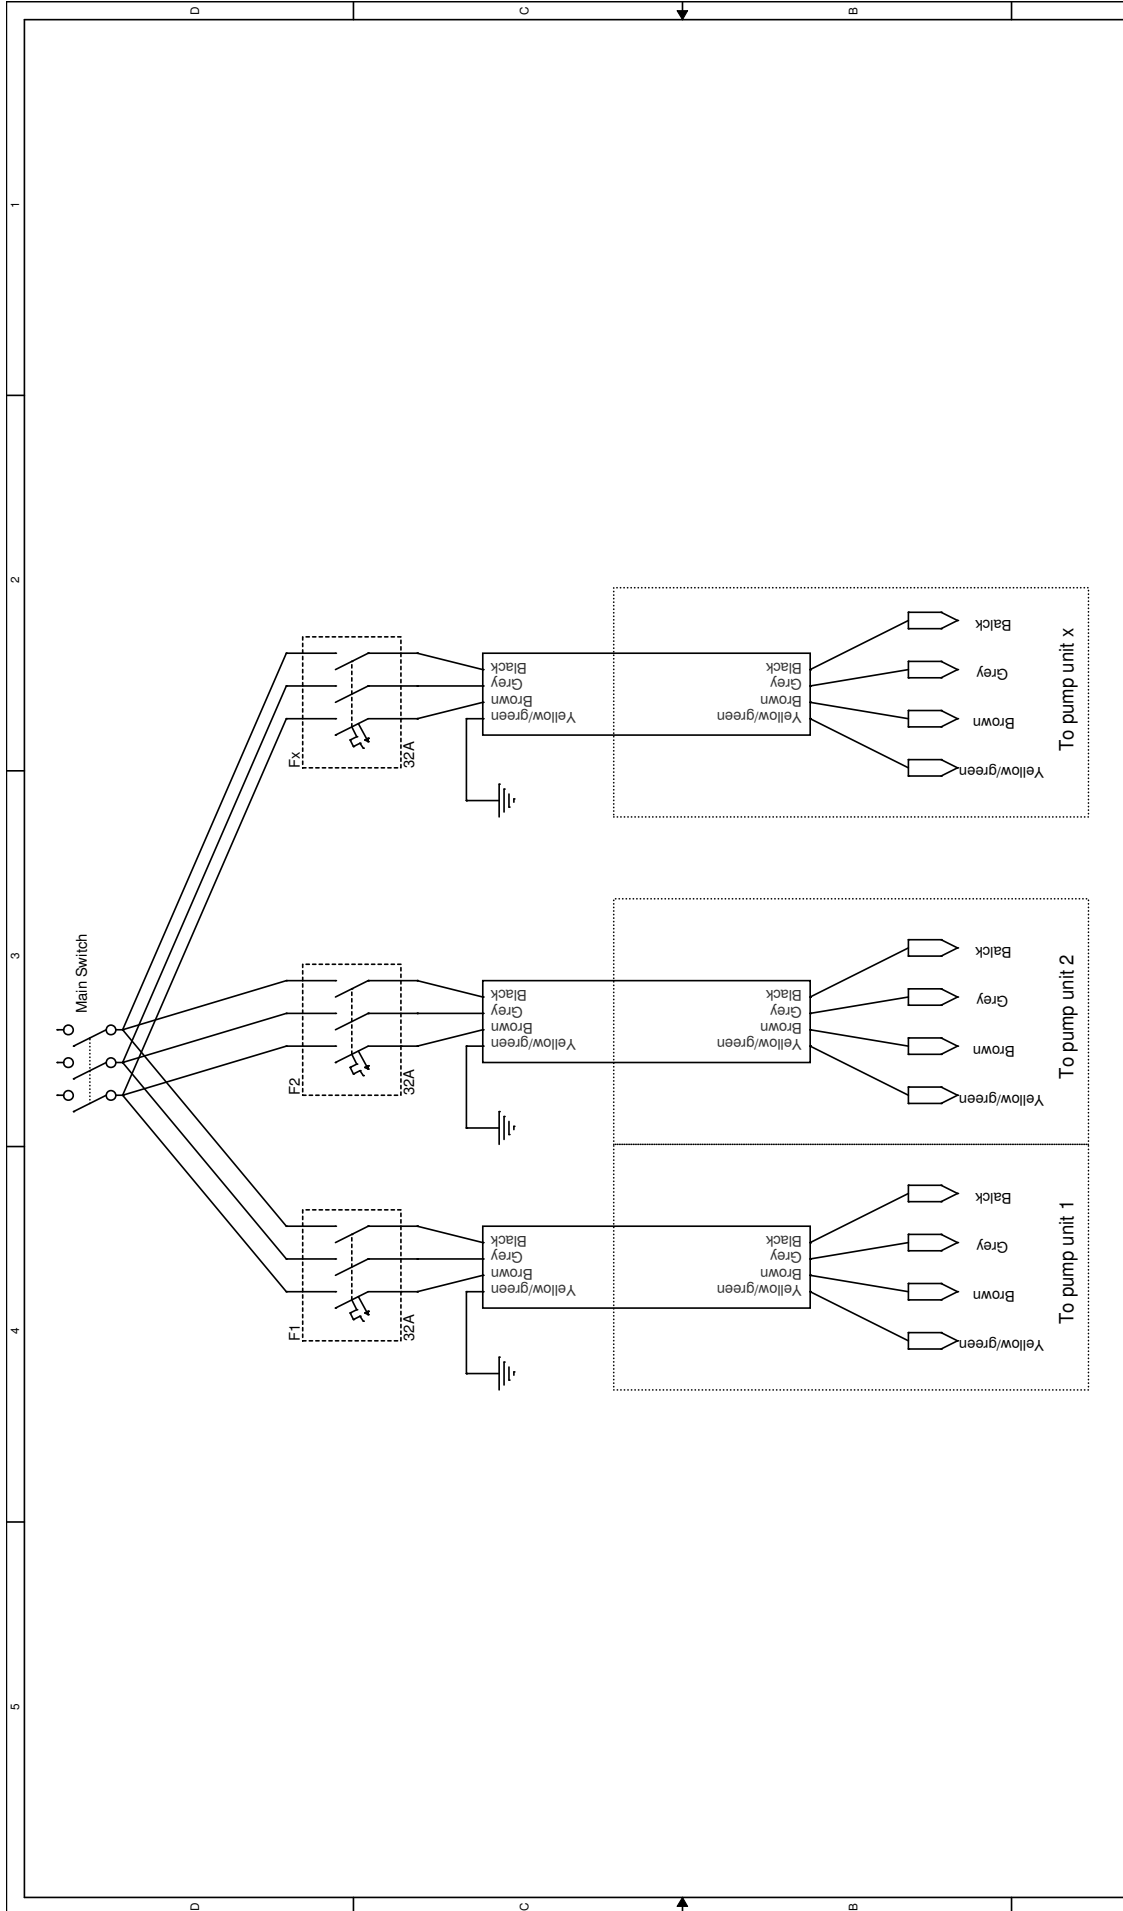 D
C
B
1
2
3
4
5
D
C
B
Main Switch
F1
32A
Black
Grey
Brown
Yellow/green
Black
Grey
Brown
Yellow/green
Balck
Grey
Brown
Yellow/green
To pump unit 1
F2
32A
Black
Grey
Brown
Yellow/green
Black
Grey
Brown
Yellow/green
Balck
Grey
Brown
Yellow/green
To pump unit 2
Fx
32A
Black
Grey
Brown
Yellow/green
Black
Grey
Brown
Yellow/green
Balck
Grey
Brown
Yellow/green
To pump unit x